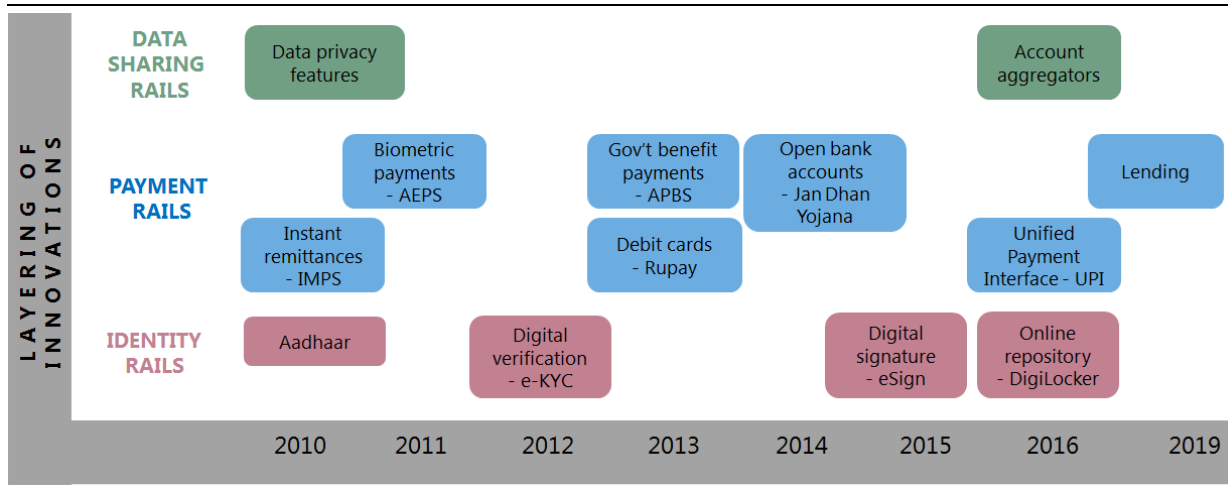 LAYERING OF
INNOVATIONS
DATA
SHARING
RAILS
Data privacy
features
Account
aggregators
PAYMENT
RAILS
Biometric
payments
- AEPS
Gov't benefit
payments
- APBS
Open bank
accounts
- Jan Dhan
Yojana
Lending
Instant
remittances
- IMPS
Debit cards
- Rupay
Unified
Payment
Interface - UPI
IDENTITY
RAILS
Aadhaar
Digital
verification
- e-KYC
Digital
signature
- eSign
Online
repository
- DigiLocker
2010 2011 2012 2013 2014 2015 2016 2019